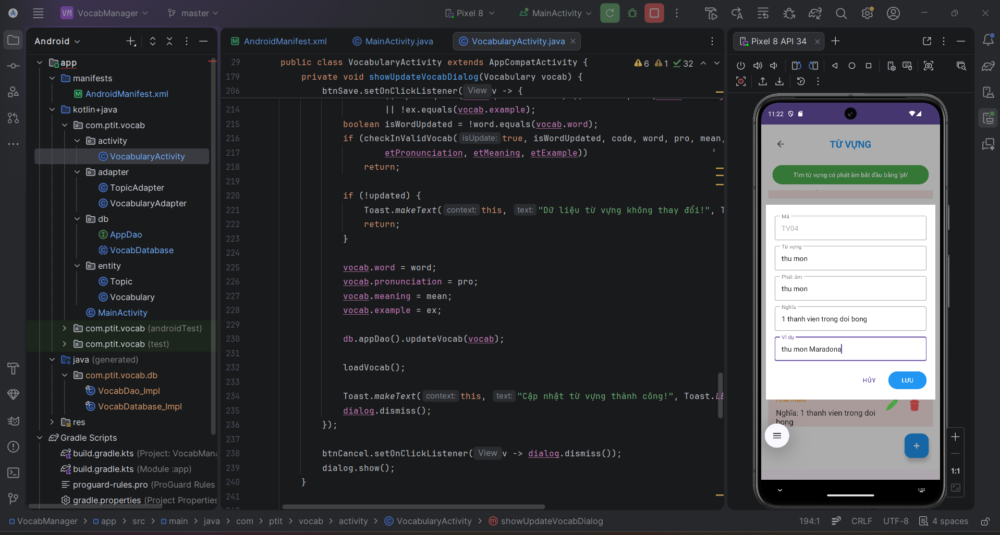 VM VocabManager master Pixel 8 MainActivity
Android
AndroidManifest.xml MainActivity.java VocabularyActivity.java
Pixel 8 API 34
app
manifests
AndroidManifest.xml
kotlin+java
com.ptit.vocab
activity
VocabularyActivity
adapter
TopicAdapter
VocabularyAdapter
db
AppDao
VocabDatabase
entity
Topic
Vocabulary
MainActivity
com.ptit.vocab (androidTest)
com.ptit.vocab (test)
java (generated)
com.ptit.vocab.db
VocabDao_Impl
VocabDatabase_Impl
res
Gradle Scripts
build.gradle.kts (Project: VocabMana
build.gradle.kts (Module :app)
proguard-rules.pro (ProGuard Rules
gradle.properties (Project Properties
29 public class VocabularyActivity extends AppCompatActivity {
6 1 32
179 private void showUpdateVocabDialog(Vocabulary vocab) {
206 btnSave.setOnClickListener( View v -> {
214 || !ex.equals(vocab.example);
215 boolean isWordUpdated = !word.equals(vocab.word);
216 if (checkInValidVocab( isUpdate: true, isWordUpdated, code, word, pro, mean,
217 etPronunciation, etMeaning, etExample))
218 return;
219
220 if (!updated) {
221 Toast.makeText( context: this, text: "Dữ liệu từ vựng không thay đổi!", T
222 return;
223 }
224
225 vocab.word = word;
226 vocab.pronunciation = pro;
227 vocab.meaning = mean;
228 vocab.example = ex;
229
230 db.appDao().updateVocab(vocab);
231
232 loadVocab();
233
234 Toast.makeText( context: this, text: "Cập nhật từ vựng thành công!", Toast.LE
235 dialog.dismiss();
236 });
237
238 btnCancel.setOnClickListener( View v -> dialog.dismiss());
239 dialog.show();
240 }
241
11:22
TỪ VỰNG
Tìm từ vựng có phát âm bắt đầu bằng 'ph'
Mã
TV04
Từ vựng
thu mon
Phát âm
thu mon
Nghĩa
1 thanh vien trong doi bong
Ví dụ
thu mon Maradona
HỦY LƯU
/thu mon/
Nghĩa: 1 thanh vien trong doi
bong
+
1:1
VocabManager app src main java com ptit vocab activity VocabularyActivity showUpdateVocabDialog
194:1 CRLF UTF-8 4 spaces